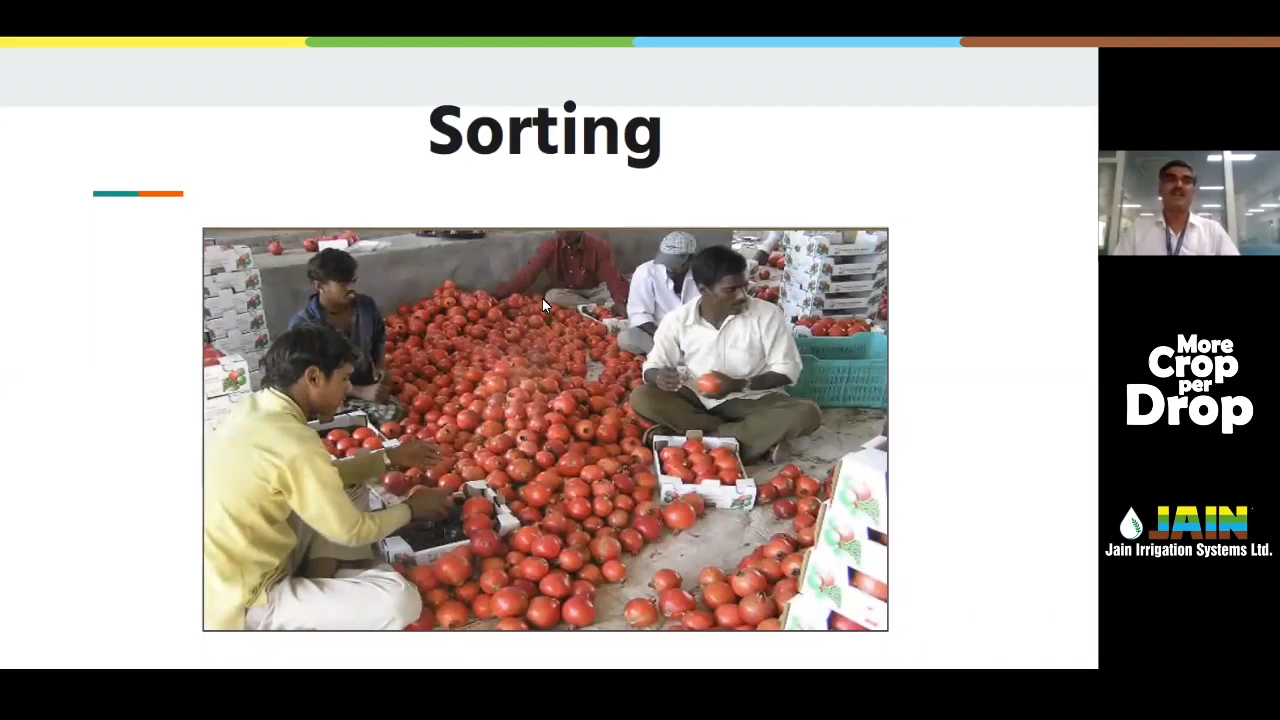 Sorting
More
Crop
per
Drop
JAIN
Jain Irrigation Systems Ltd.